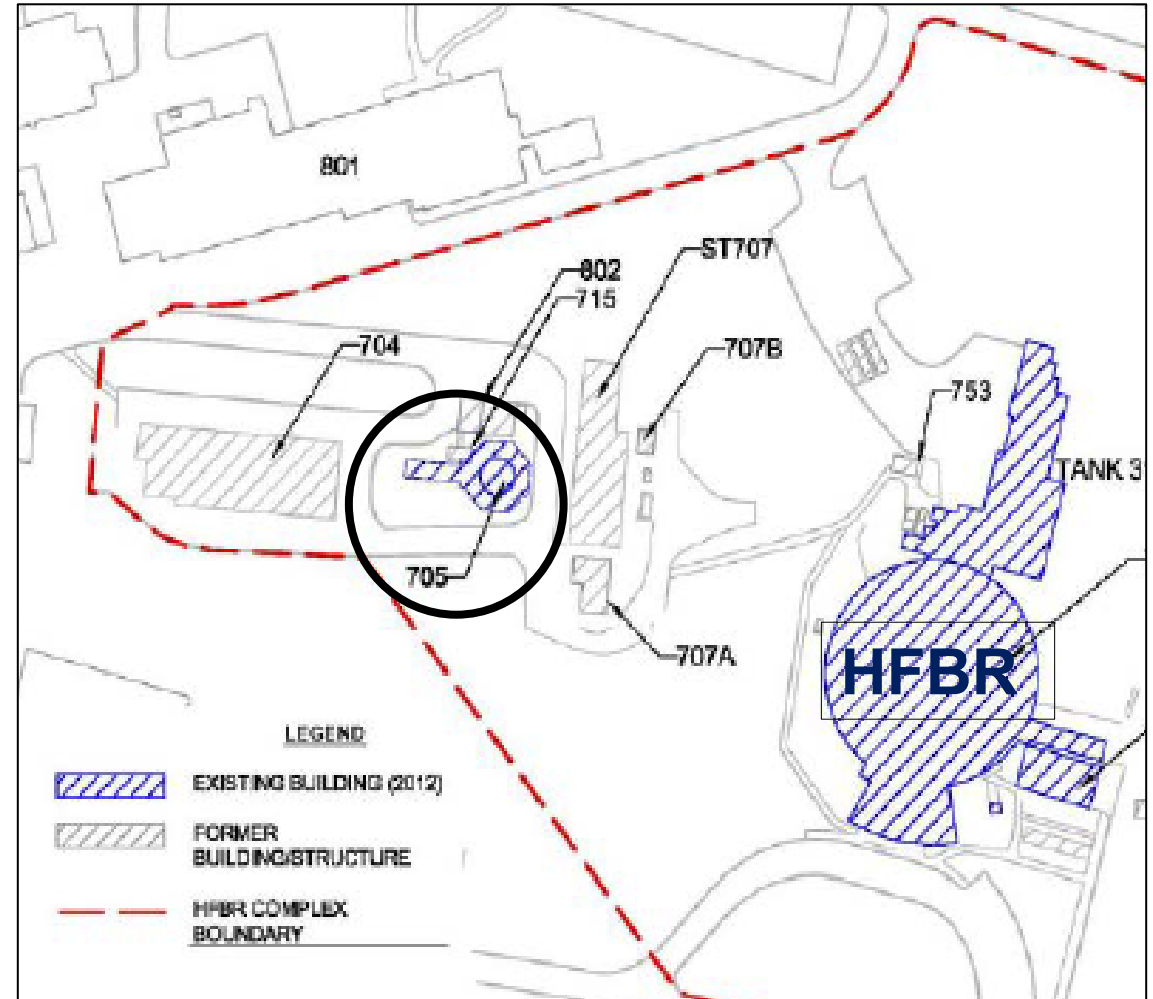 801
ST707
802
715
704
707B
753
TANK 3
705
707A
HFBR
LEGEND
EXISTING BUILDING (2012)
FORMER
BUILDING/STRUCTURE
HFBR COMPLEX
BOUNDARY